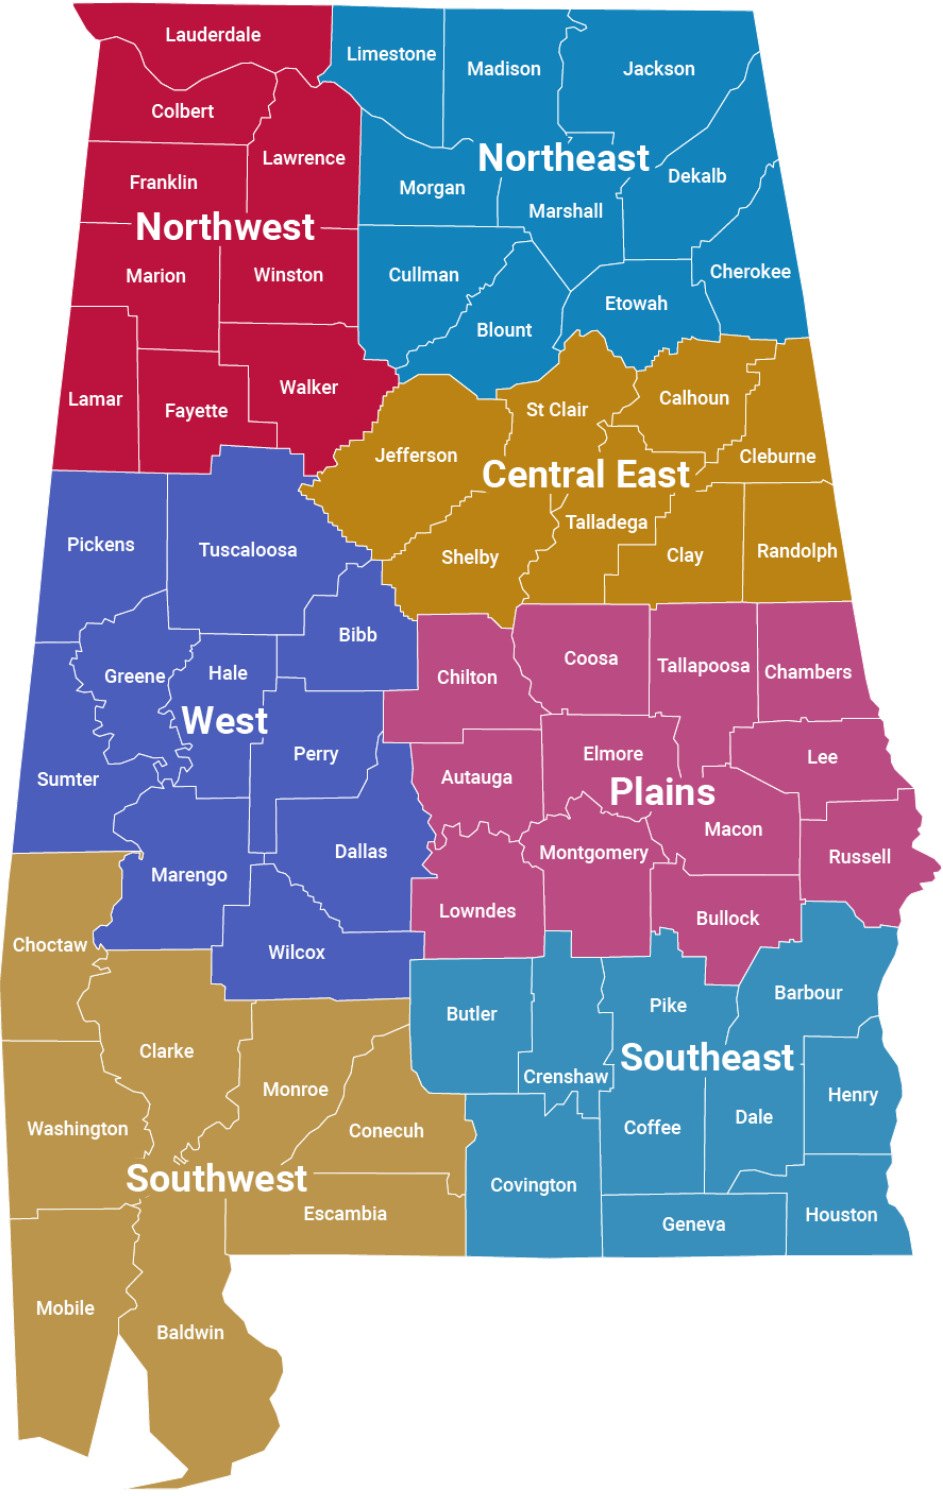 Lauderdale
Limestone
Madison
Jackson
Colbert
Lawrence
Northeast
Franklin
Morgan
Dekalb
Marshall
Northwest
Marion
Winston
Cullman
Cherokee
Etowah
Blount
Walker
Lamar
Fayette
Calhoun
St Clair
Jefferson
Cleburne
Central East
Talladega
Pickens
Tuscaloosa
Shelby
Clay
Randolph
Bibb
Coosa
Tallapoosa
Chambers
Greene
Hale
Chilton
West
Perry
Elmore
Lee
Sumter
Autauga
Plains
Macon
Dallas
Montgomery
Russell
Marengo
Lowndes
Bullock
Choctaw
Wilcox
Barbour
Butler
Pike
Clarke
Southeast
Crenshaw
Monroe
Henry
Washington
Conecuh
Coffee
Dale
Southwest
Covington
Escambia
Geneva
Houston
Mobile
Baldwin